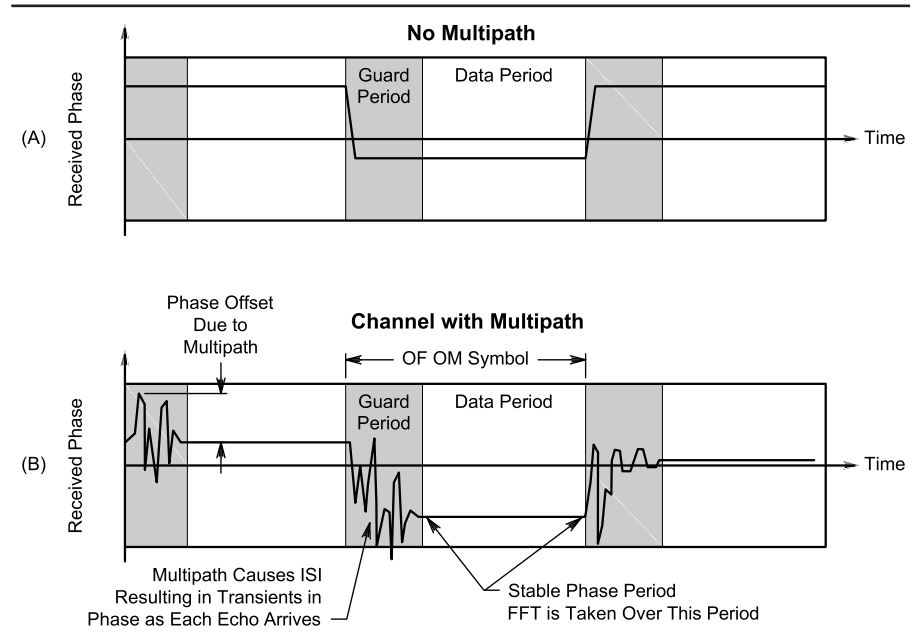 No Multipath
Guard
Period
Data Period
Received Phase
(A)
Time
Phase Offset
Due to
Multipath
Channel with Multipath
OF OM Symbol
Guard
Period
Data Period
Received Phase
(B)
Time
Multipath Causes ISI
Resulting in Transients in
Phase as Each Echo Arrives
Stable Phase Period
FFT is Taken Over This Period